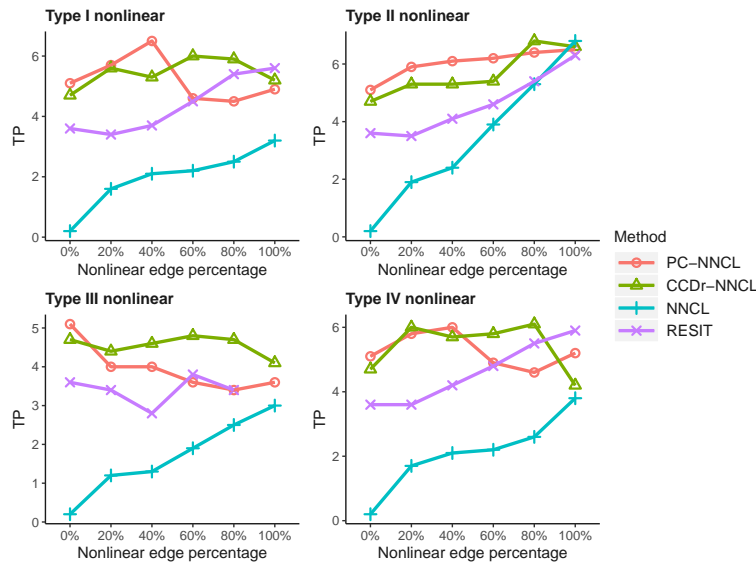 Type I nonlinear
TP
6
4
2
0
0% 20% 40% 60% 80% 100%
Nonlinear edge percentage
Type II nonlinear
TP
6
4
2
0
0% 20% 40% 60% 80% 100%
Nonlinear edge percentage
Type III nonlinear
TP
5
4
3
2
1
0
0% 20% 40% 60% 80% 100%
Nonlinear edge percentage
Type IV nonlinear
TP
6
4
2
0
0% 20% 40% 60% 80% 100%
Nonlinear edge percentage
Method
PC−NNCL
CCDr−NNCL
NNCL
RESIT